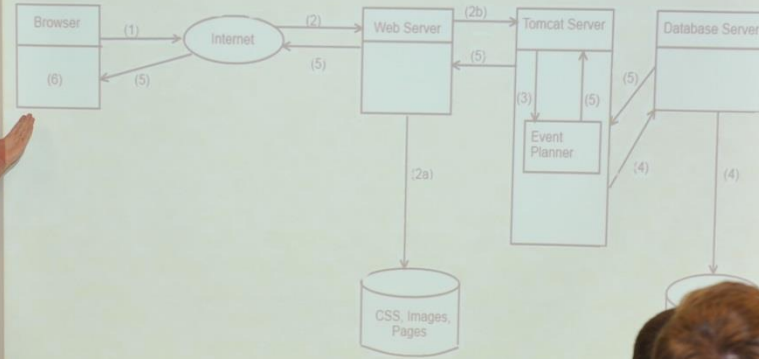 Browser
(1)
Internet
(2)
Web Server
(2b)
Tomcat Server
Database Server
(6)
(5)
(5)
(5)
(3)
(5)
(5)
Event
Planner
(2a)
(4)
(4)
CSS, Images,
Pages